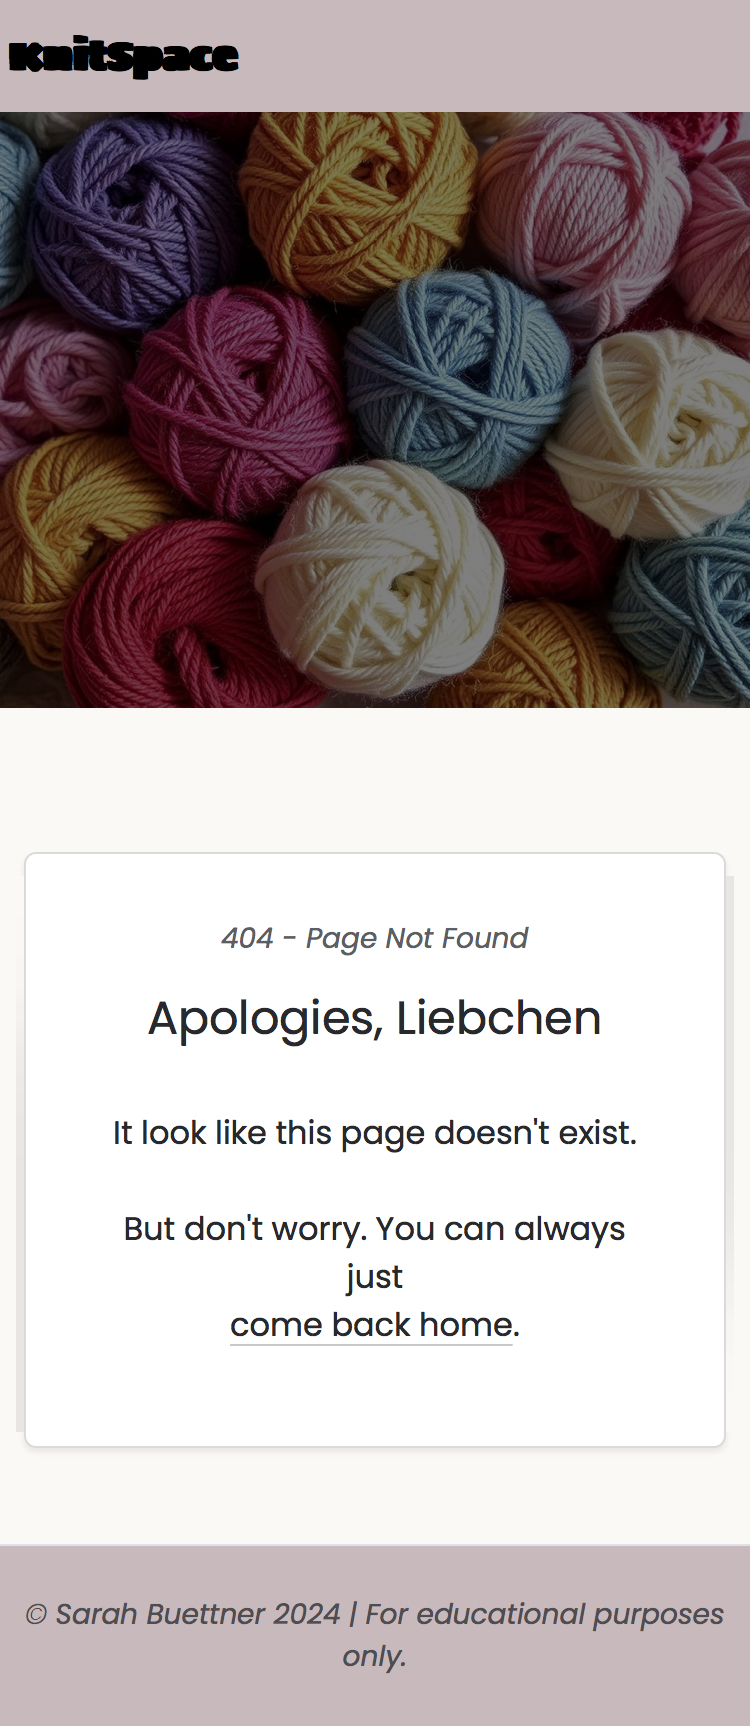 KnitSpace
404 - Page Not Found
Apologies, Liebchen
It look like this page doesn't exist.
But don't worry. You can always
just
come back home.
© Sarah Buettner 2024 | For educational purposes
only.